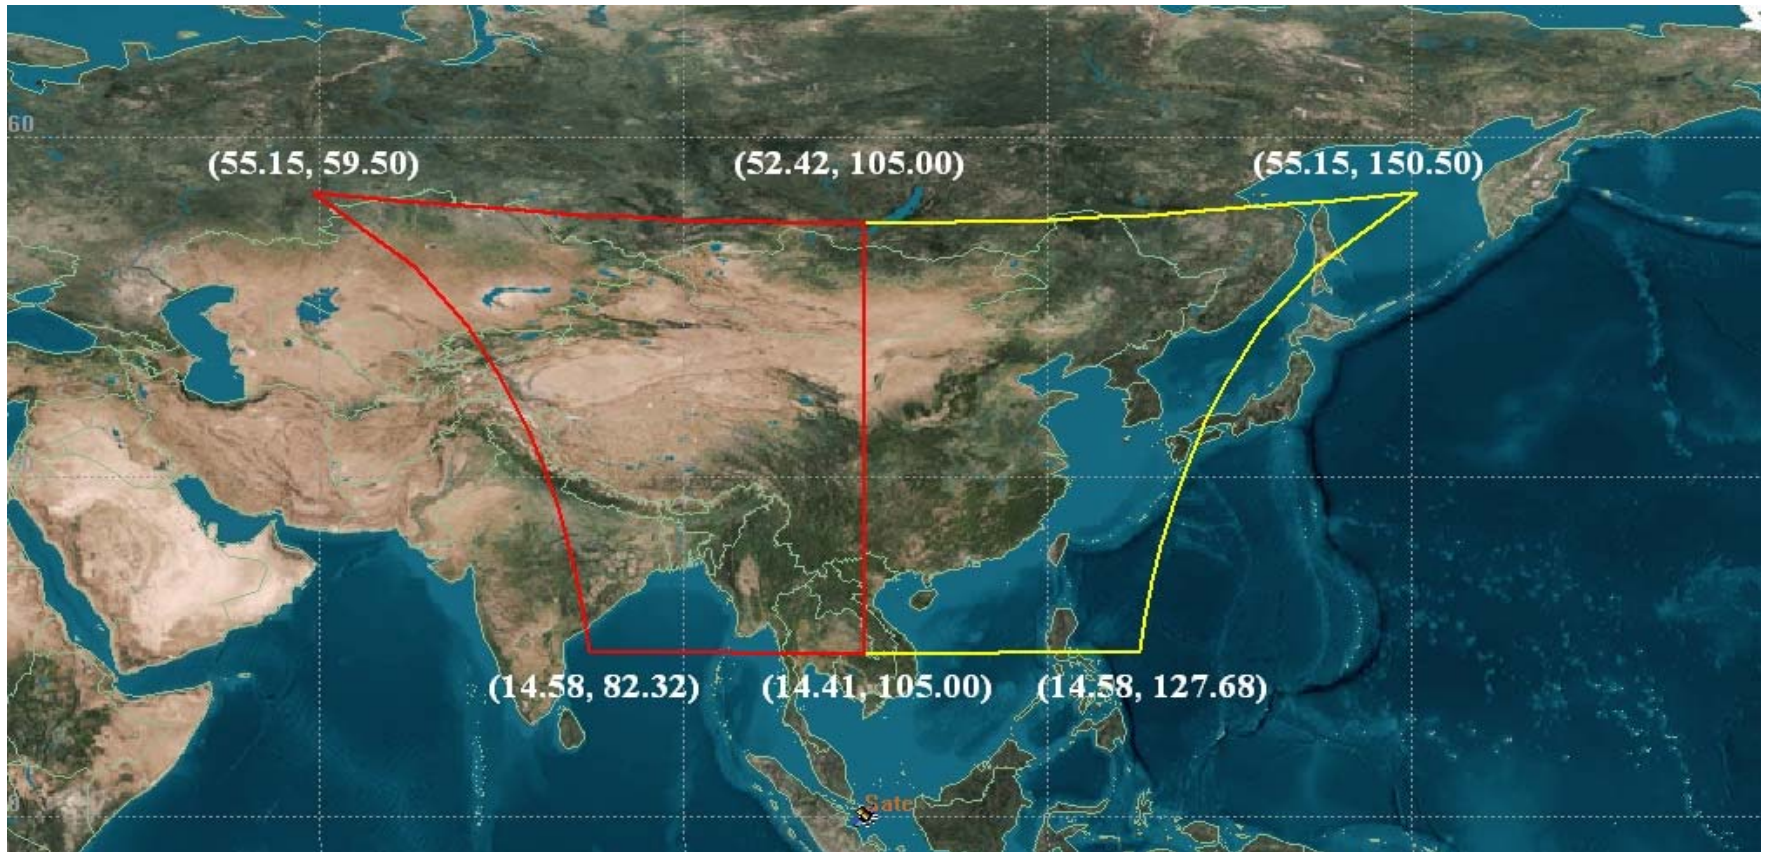 60
(55.15, 59.50) (52.42, 105.00) (55.15, 150.50)
(14.58, 82.32) (14.41, 105.00) (14.58, 127.68)
Sate